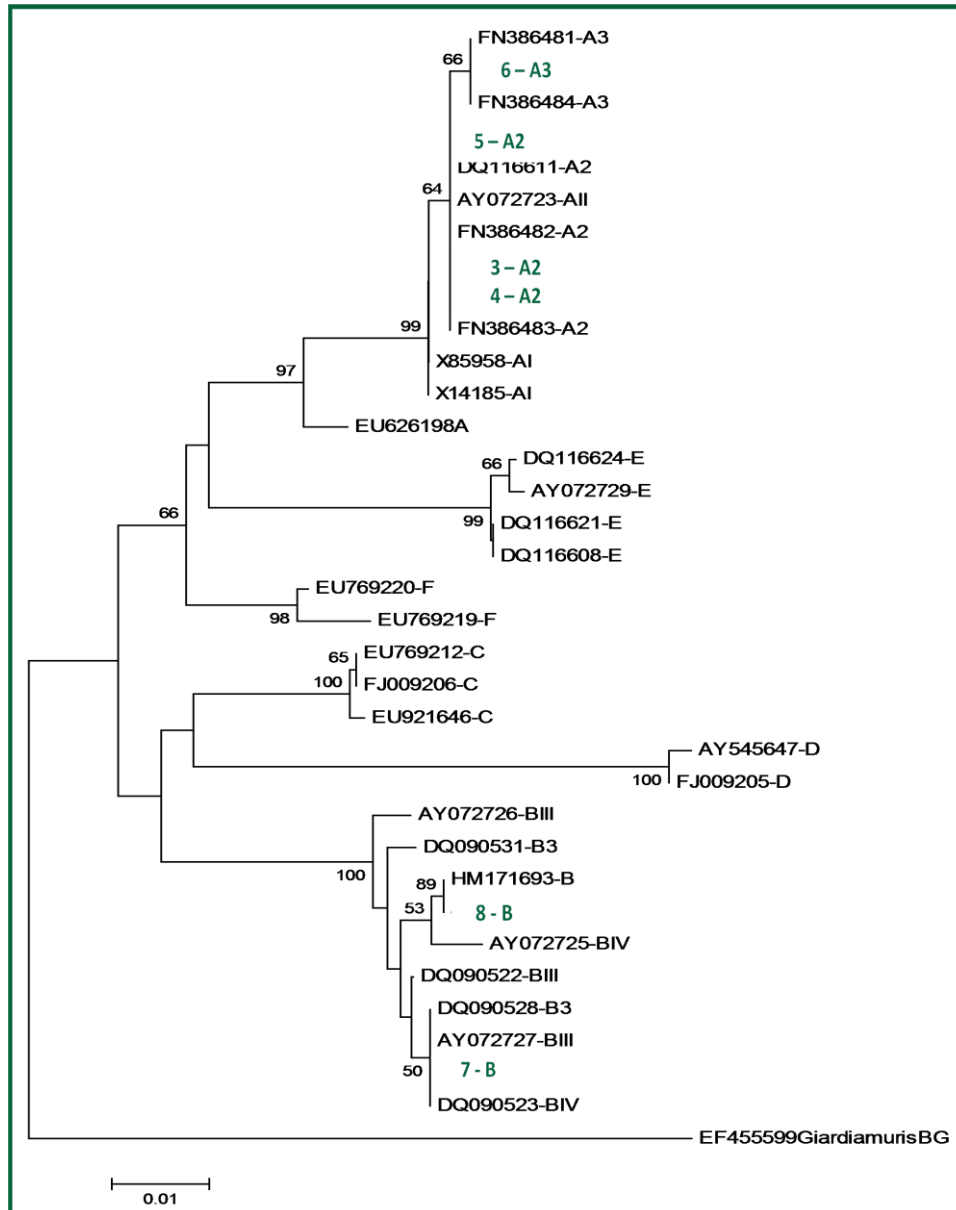 FN386481-A3
66
6 – A3
FN386484-A3
5 – A2
DQ116611-A2
64
AY072723-AII
FN386482-A2
3 – A2
4 – A2
99
FN386483-A2
X85958-AI
97
X14185-AI
EU626198A
DQ116624-E
66
AY072729-E
66
99
DQ116621-E
DQ116608-E
EU769220-F
98
EU769219-F
EU769212-C
65
100
FJ009206-C
EU921646-C
AY545647-D
100
FJ009205-D
AY072726-BIII
DQ090531-B3
100
HM171693-B
89
53
8 - B
AY072725-BIV
DQ090522-BIII
DQ090528-B3
AY072727-BIII
50
7 - B
DQ090523-BIV
EF455599GiardiamurisBG
0.01